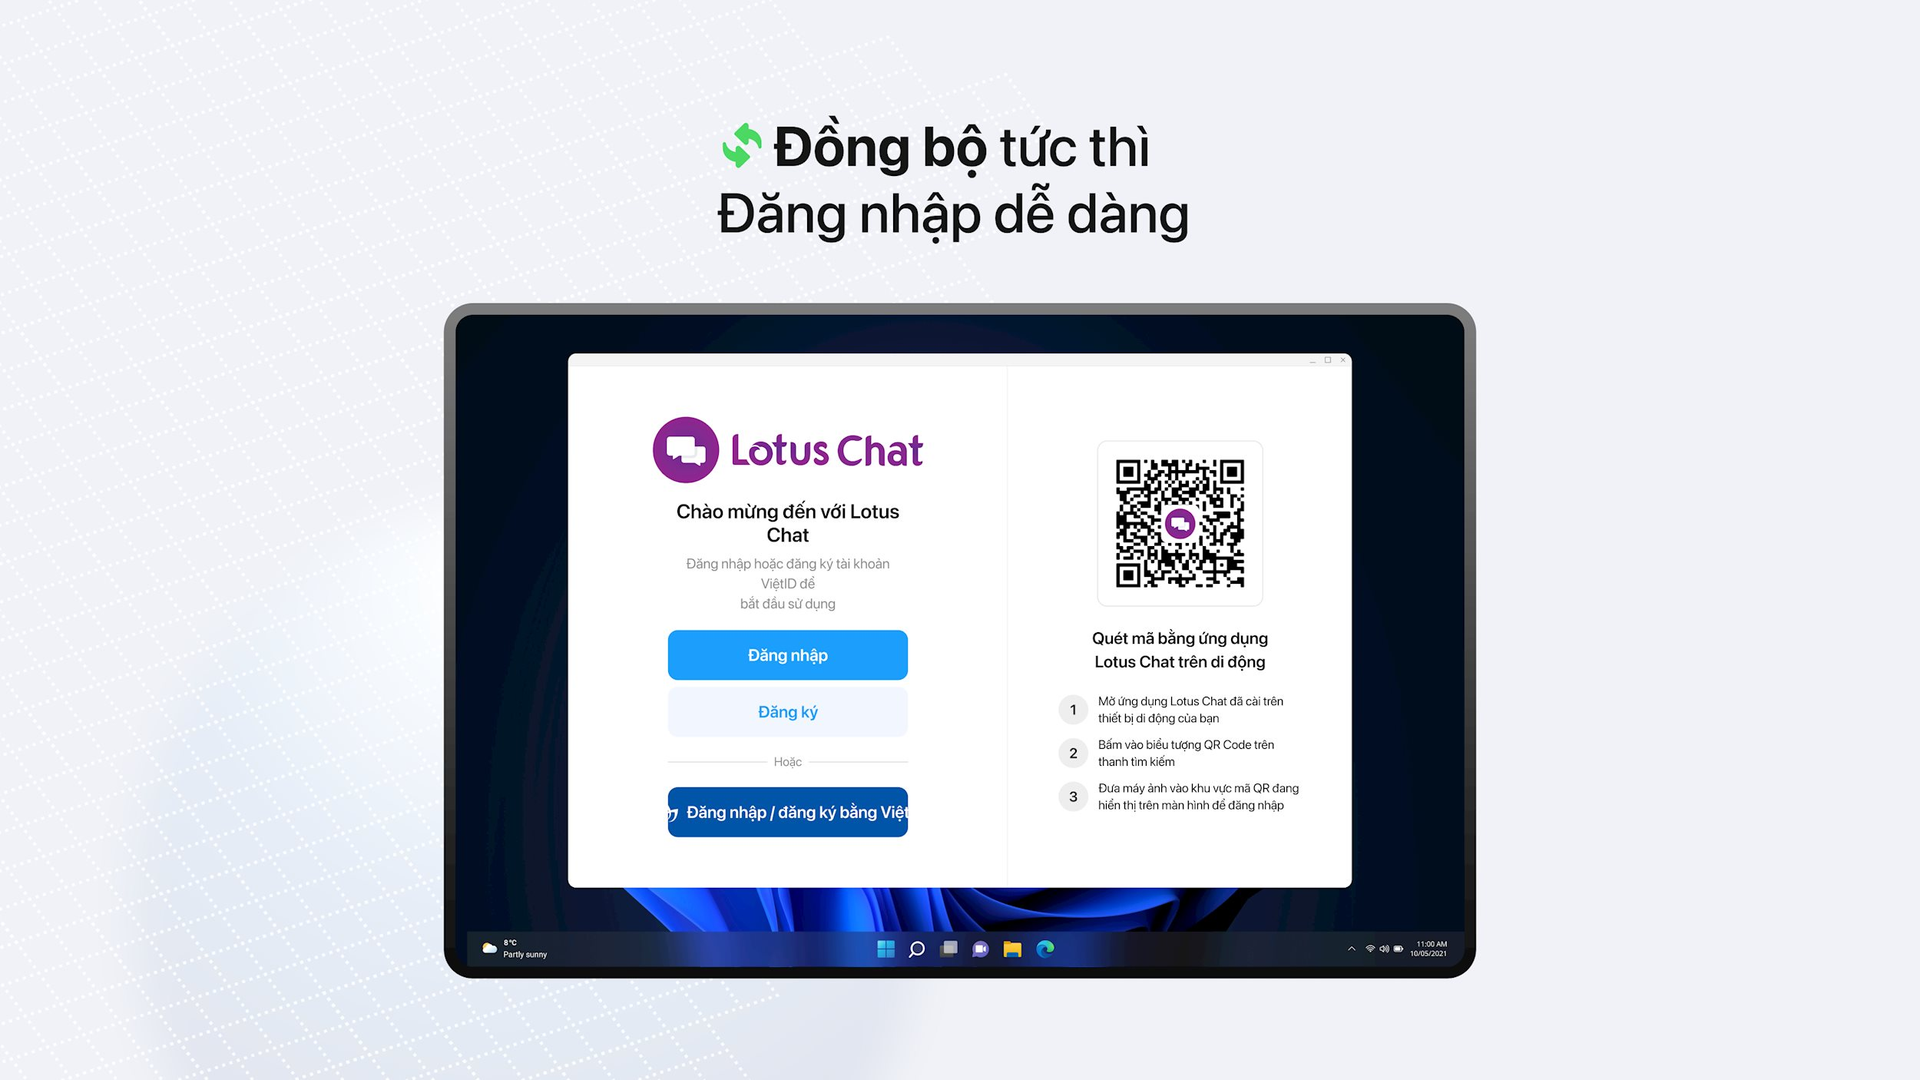 Đồng bộ tức thì
Đăng nhập dễ dàng
Lotus Chat
Chào mừng đến với Lotus
Chat
Đăng nhập hoặc đăng ký tài khoản
ViệtID để
bắt đầu sử dụng
Đăng nhập
Đăng ký
Hoặc
Đăng nhập / đăng ký bằng Việt
Quét mã bằng ứng dụng
Lotus Chat trên di động
1
Mở ứng dụng Lotus Chat đã cài trên
thiết bị di động của bạn
2
Bấm vào biểu tượng QR Code trên
thanh tìm kiếm
3
Đưa máy ảnh vào khu vực mã QR đang
hiển thị trên màn hình để đăng nhập
8°C
Partly sunny
11:00 AM
10/05/2021